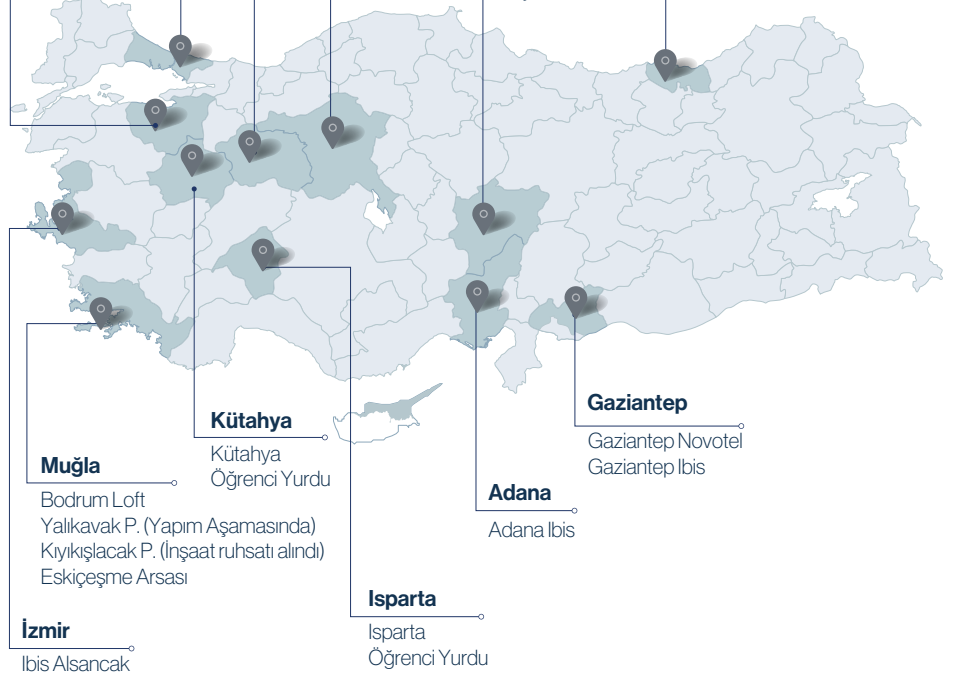 Gaziantep
Gaziantep Novotel
Gaziantep Ibis
Kütahya
Kütahya
Öğrenci Yurdu
Muğla
Bodrum Loft
Yalıkavak P. (Yapım Aşamasında)
Kıyıkışlacak P. (İnşaat ruhsatı alındı)
Eskiçeşme Arsası
Adana
Adana Ibis
Isparta
Isparta
Öğrenci Yurdu
İzmir
Ibis Alsancak